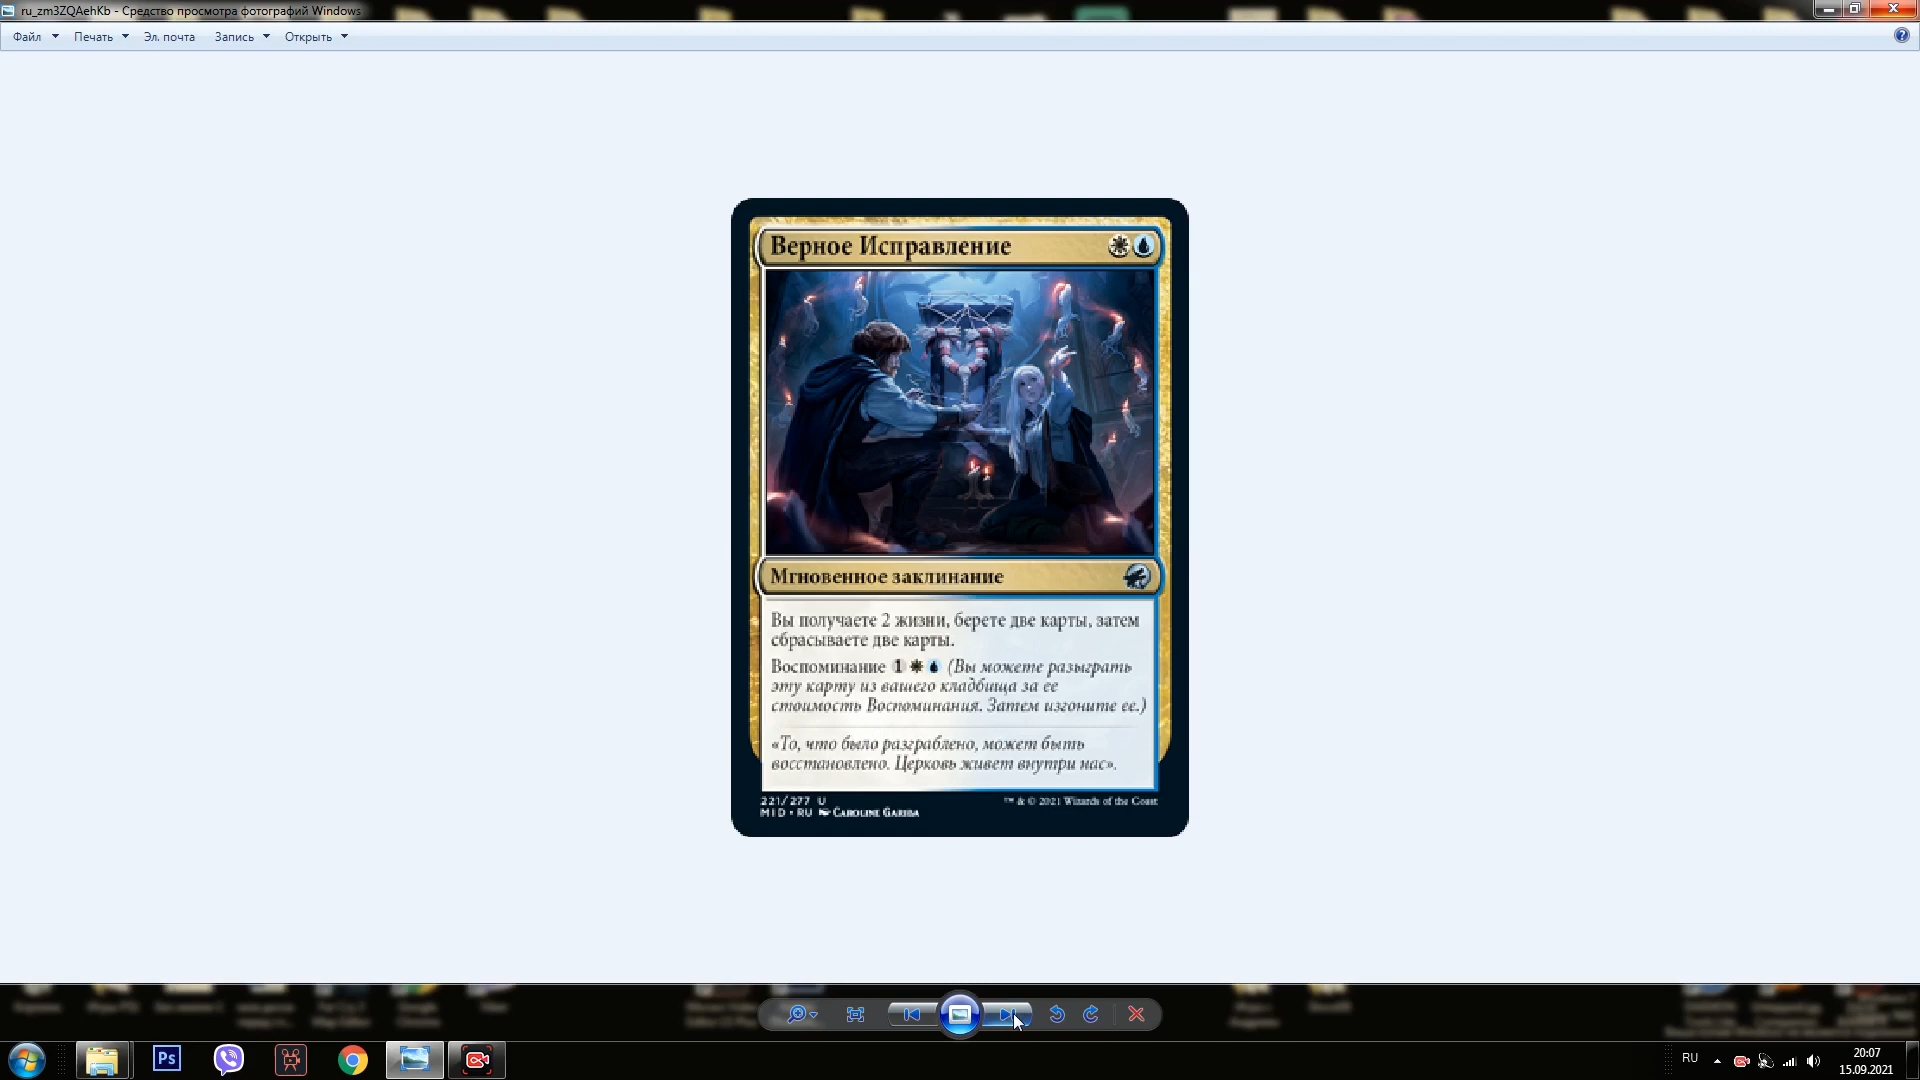 ru_zm3ZQAehKb - Средство просмотра фотографий Windows
Файл Печать Эл. почта Запись Открыть
Верное Исправление
Мгновенное заклинание
Вы получаете 2 жизни, берете две карты, затем
сбрасываете две карты.
Воспоминание 1 (Вы можете разыграть
эту карту из вашего кладбища за ее
стоимость Воспоминания. Затем изгоните ее.)
«То, что было разграблено, может быть
восстановлено. Церковь живет внутри нас».
221/277 U
™ & © 2021 Wizards of the Coast
MID • RU Caroline Gariba
Ps
RU
20:07
15.09.2021